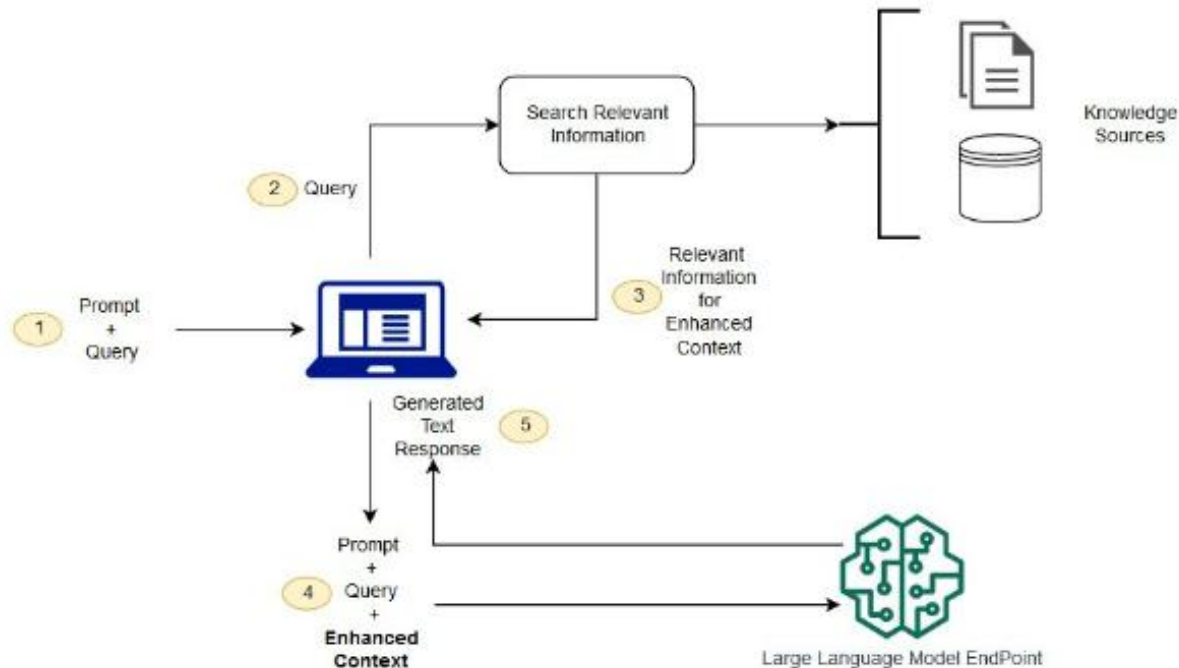 Search Relevant
Information
Knowledge
Sources
2
Query
3
Relevant
Information
for
Enhanced
Context
1
Prompt
+
Query
Generated
Text
Response
5
4
Prompt
+
Query
+
Enhanced
Context
Large Language Model EndPoint